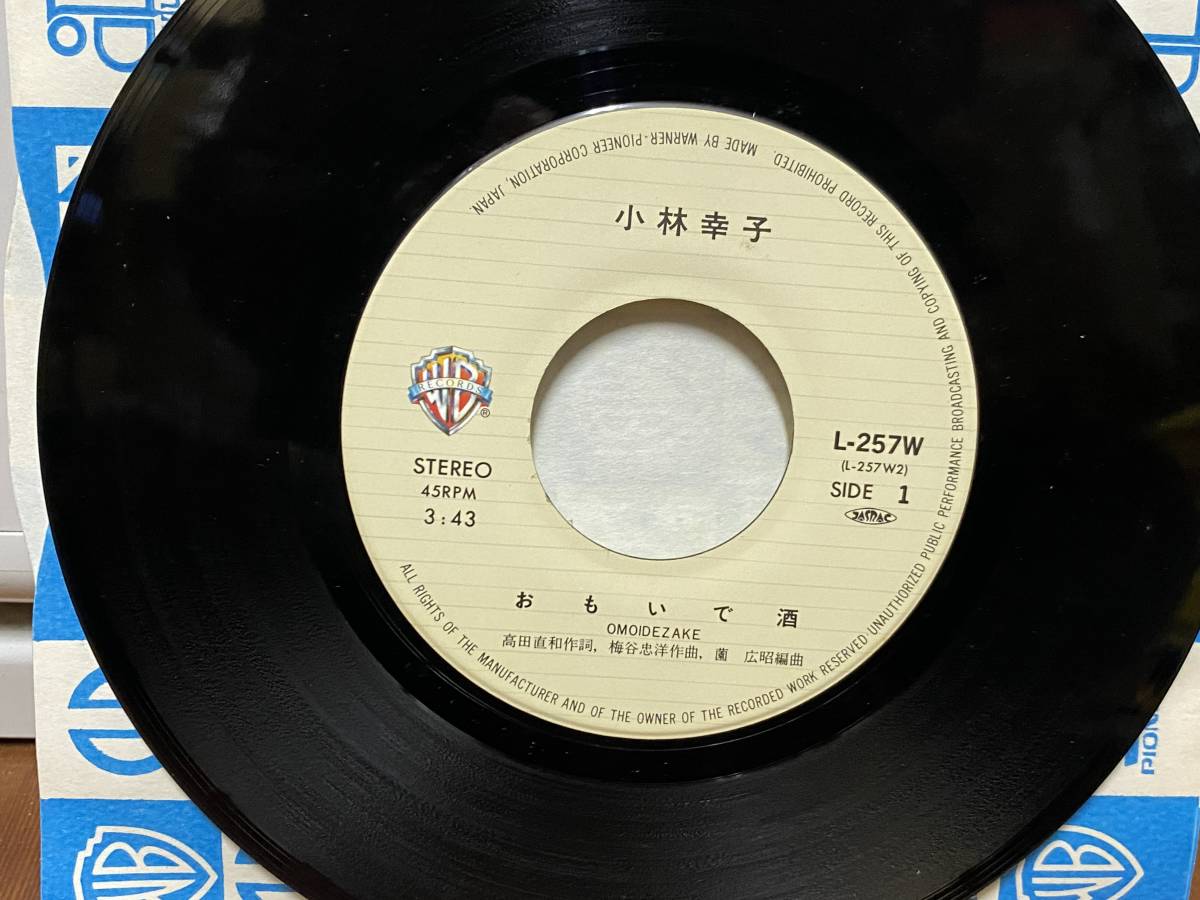 小林幸子
WB
RECORDS
®
STEREO
45RPM
3:43
L-257W
(L-257W2)
SIDE 1
JASRAC
おもいで酒
OMOIDEZAKE
高田直和作詞, 梅谷忠洋作曲, 薗 広昭編曲
ALL RIGHTS OF THE MANUFACTURER AND OF THE OWNER OF THE RECORDED WORK RESERVED·UNAUTHORIZED PUBLIC PERFORMANCE BROADCASTING AND COPYING OF THIS RECORD PROHIBITED. MADE BY WARNER-PIONEER CORPORATION, JAPAN
WB
WB